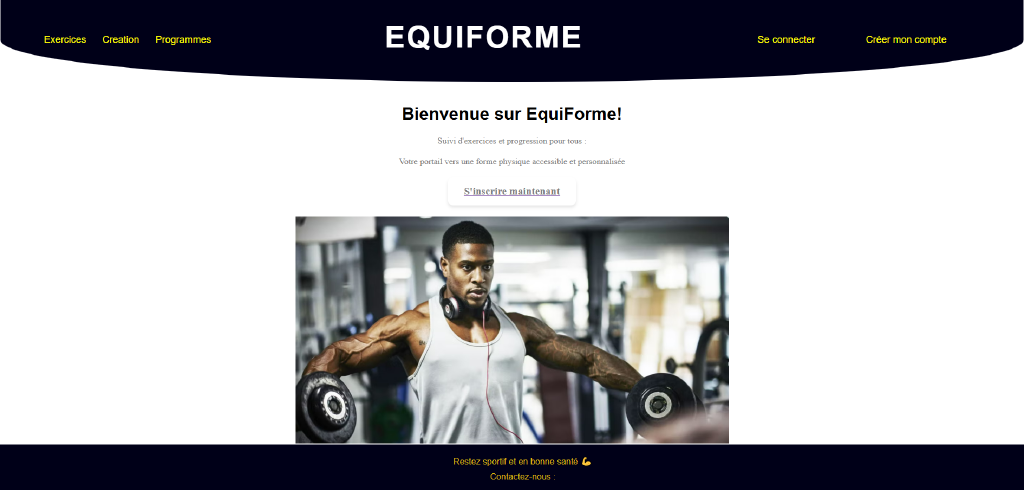 Exercices Creation Programmes EQUIFORME Se connecter Créer mon compte
Bienvenue sur EquiForme!
Suivi d'exercices et progression pour tous :
Votre portail vers une forme physique accessible et personnalisée
S'inscrire maintenant
Restez sportif et en bonne santé 💪
Contactez-nous :